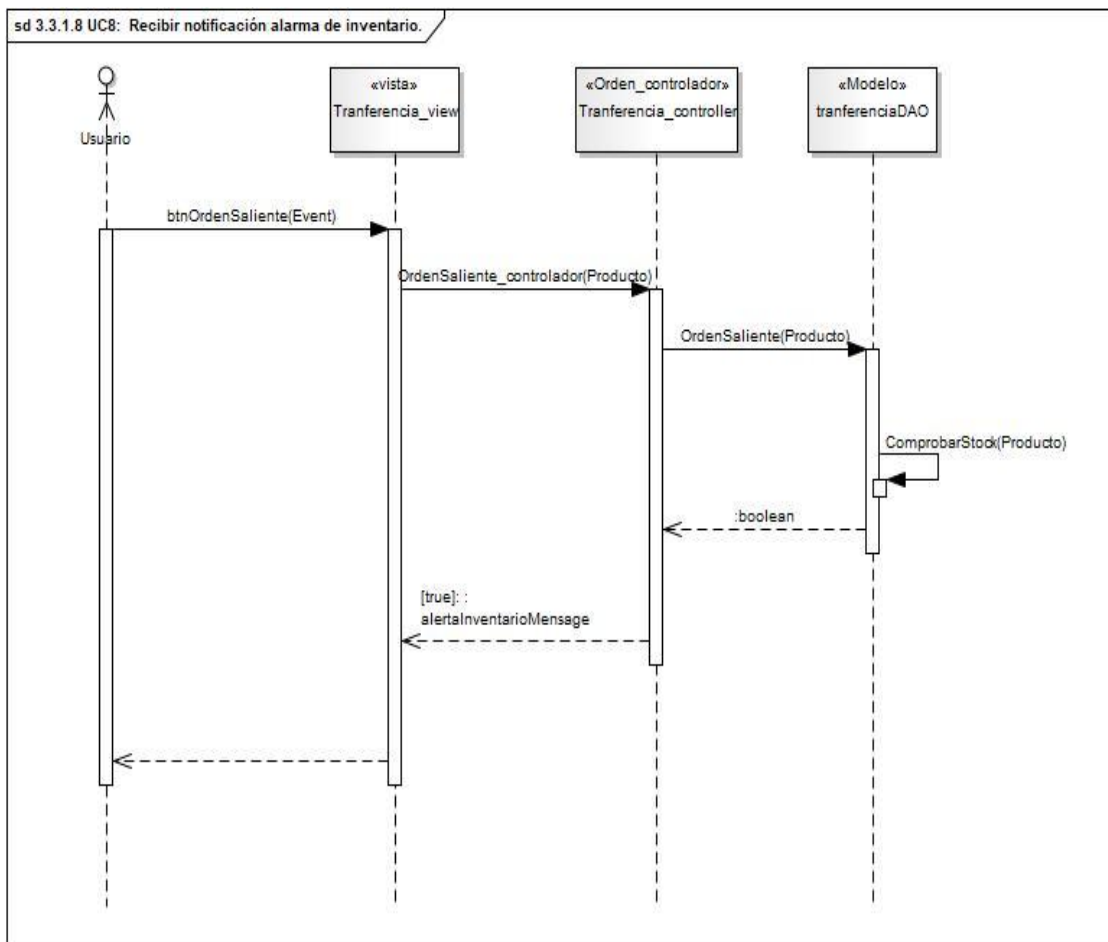 sd 3.3.1.8 UC8: Recibir notificación alarma de inventario.
Usuario
«vista»
Tranferencia_view
«Orden_controlador»
Tranferencia_controller
«Modelo»
tranferenciaDAO
btnOrdenSaliente(Event)
OrdenSaliente_controlador(Producto)
OrdenSaliente(Producto)
ComprobarStock(Producto)
:boolean
[true]: :
alertaInventarioMessage